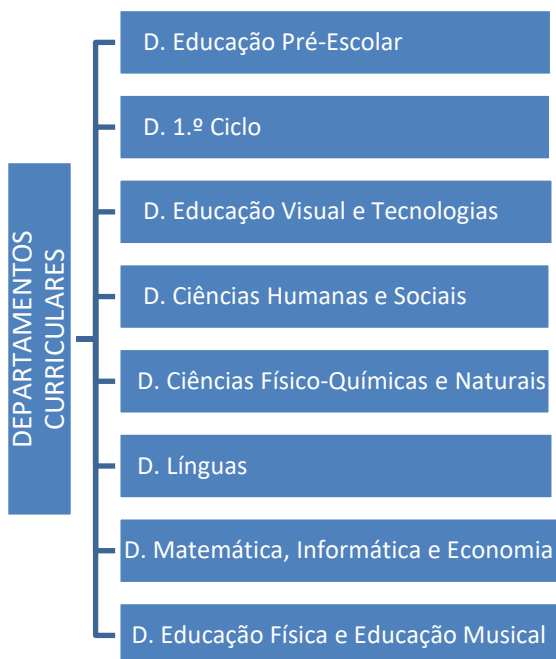 DEPARTAMENTOS
CURRICULARES
D. Educação Pré-Escolar
D. 1.º Ciclo
D. Educação Visual e Tecnologias
D. Ciências Humanas e Sociais
D. Ciências Físico-Químicas e Naturais
D. Línguas
D. Matemática, Informática e Economia
D. Educação Física e Educação Musical